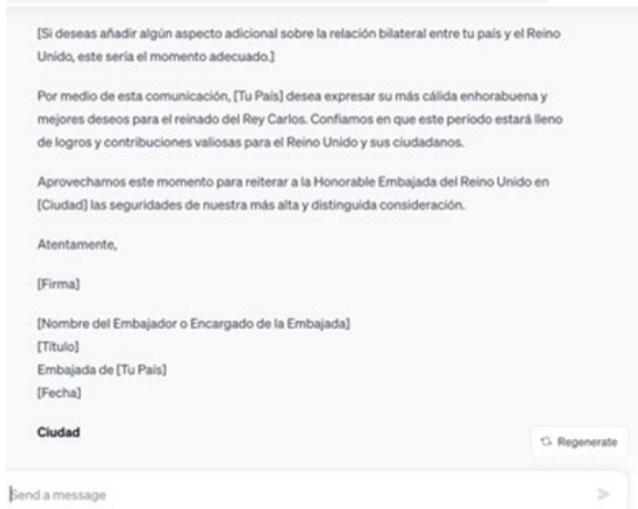 [Si deseas añadir algún aspecto adicional sobre la relación bilateral entre tu país y el Reino
Unido, este sería el momento adecuado.]
Por medio de esta comunicación, [Tu País] desea expresar su más cálida enhorabuena y
mejores deseos para el reinado del Rey Carlos. Confiamos en que este período estará lleno
de logros y contribuciones valiosas para el Reino Unido y sus ciudadanos.
Aprovechamos este momento para reiterar a la Honorable Embajada del Reino Unido en
[Ciudad] las seguridades de nuestra más alta y distinguida consideración.
Atentamente,
[Firma]
[Nombre del Embajador o Encargado de la Embajada]
[Título]
Embajada de [Tu País]
[Fecha]
Ciudad
Regenerate
Send a message